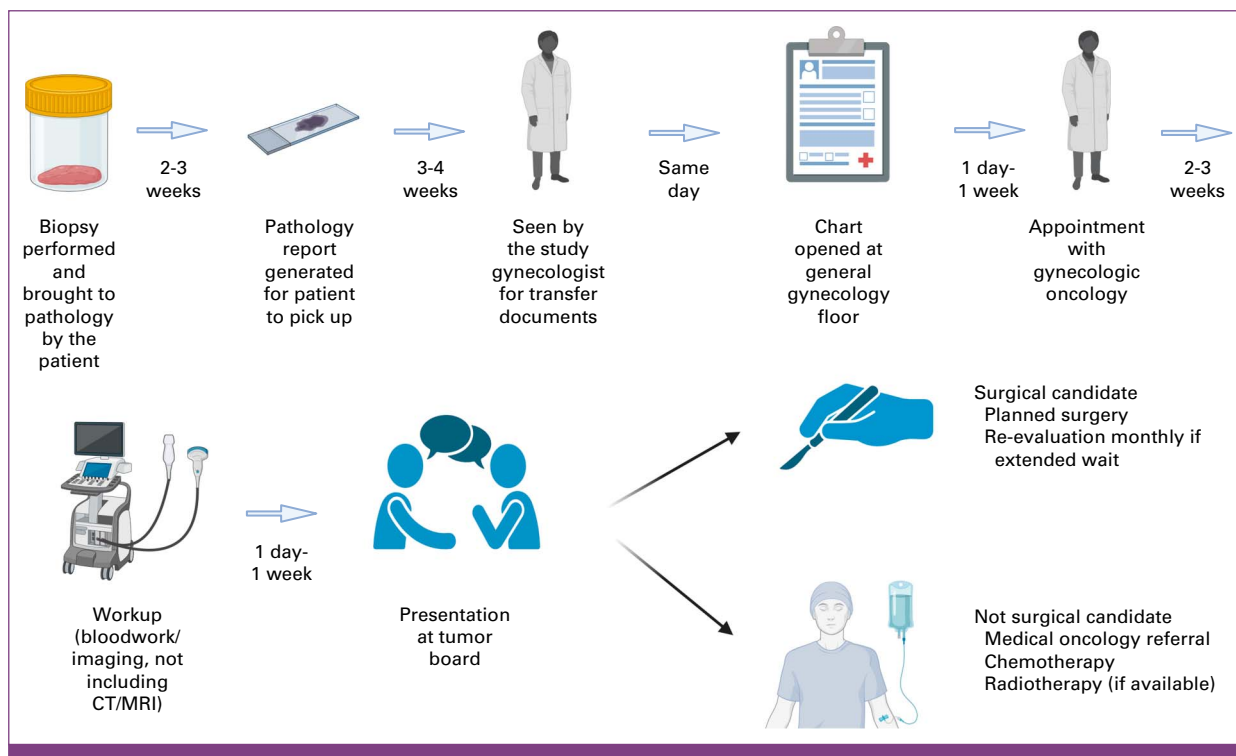 2-3
weeks
3-4
weeks
Same
day
1 day-
1 week
2-3
weeks
Biopsy
performed
and
brought to
pathology
by the
patient
Pathology
report
generated
for patient
to pick up
Seen by
the study
gynecologist
for transfer
documents
Chart
opened at
general
gynecology
floor
Appointment
with
gynecologic
oncology
1 day-
1 week
Workup
(bloodwork/
imaging, not
including
CT/MRI)
Presentation
at tumor
board
Surgical candidate
Planned surgery
Re-evaluation monthly if
extended wait
Not surgical candidate
Medical oncology referral
Chemotherapy
Radiotherapy (if available)